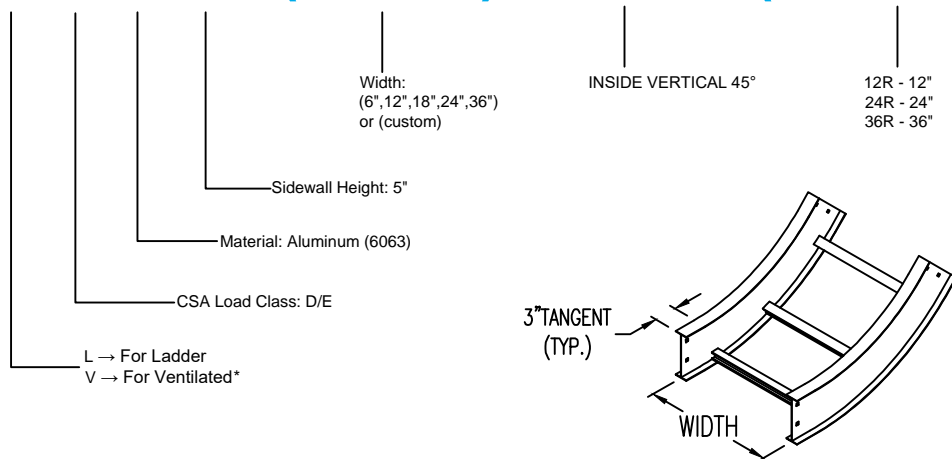 Width:
(6",12",18",24",36")
or (custom)
INSIDE VERTICAL 45°
12R - 12"
24R - 24"
36R - 36"
Sidewall Height: 5"
Material: Aluminum (6063)
CSA Load Class: D/E
L → For Ladder
V → For Ventilated*
3"TANGENT
(TYP.)
WIDTH